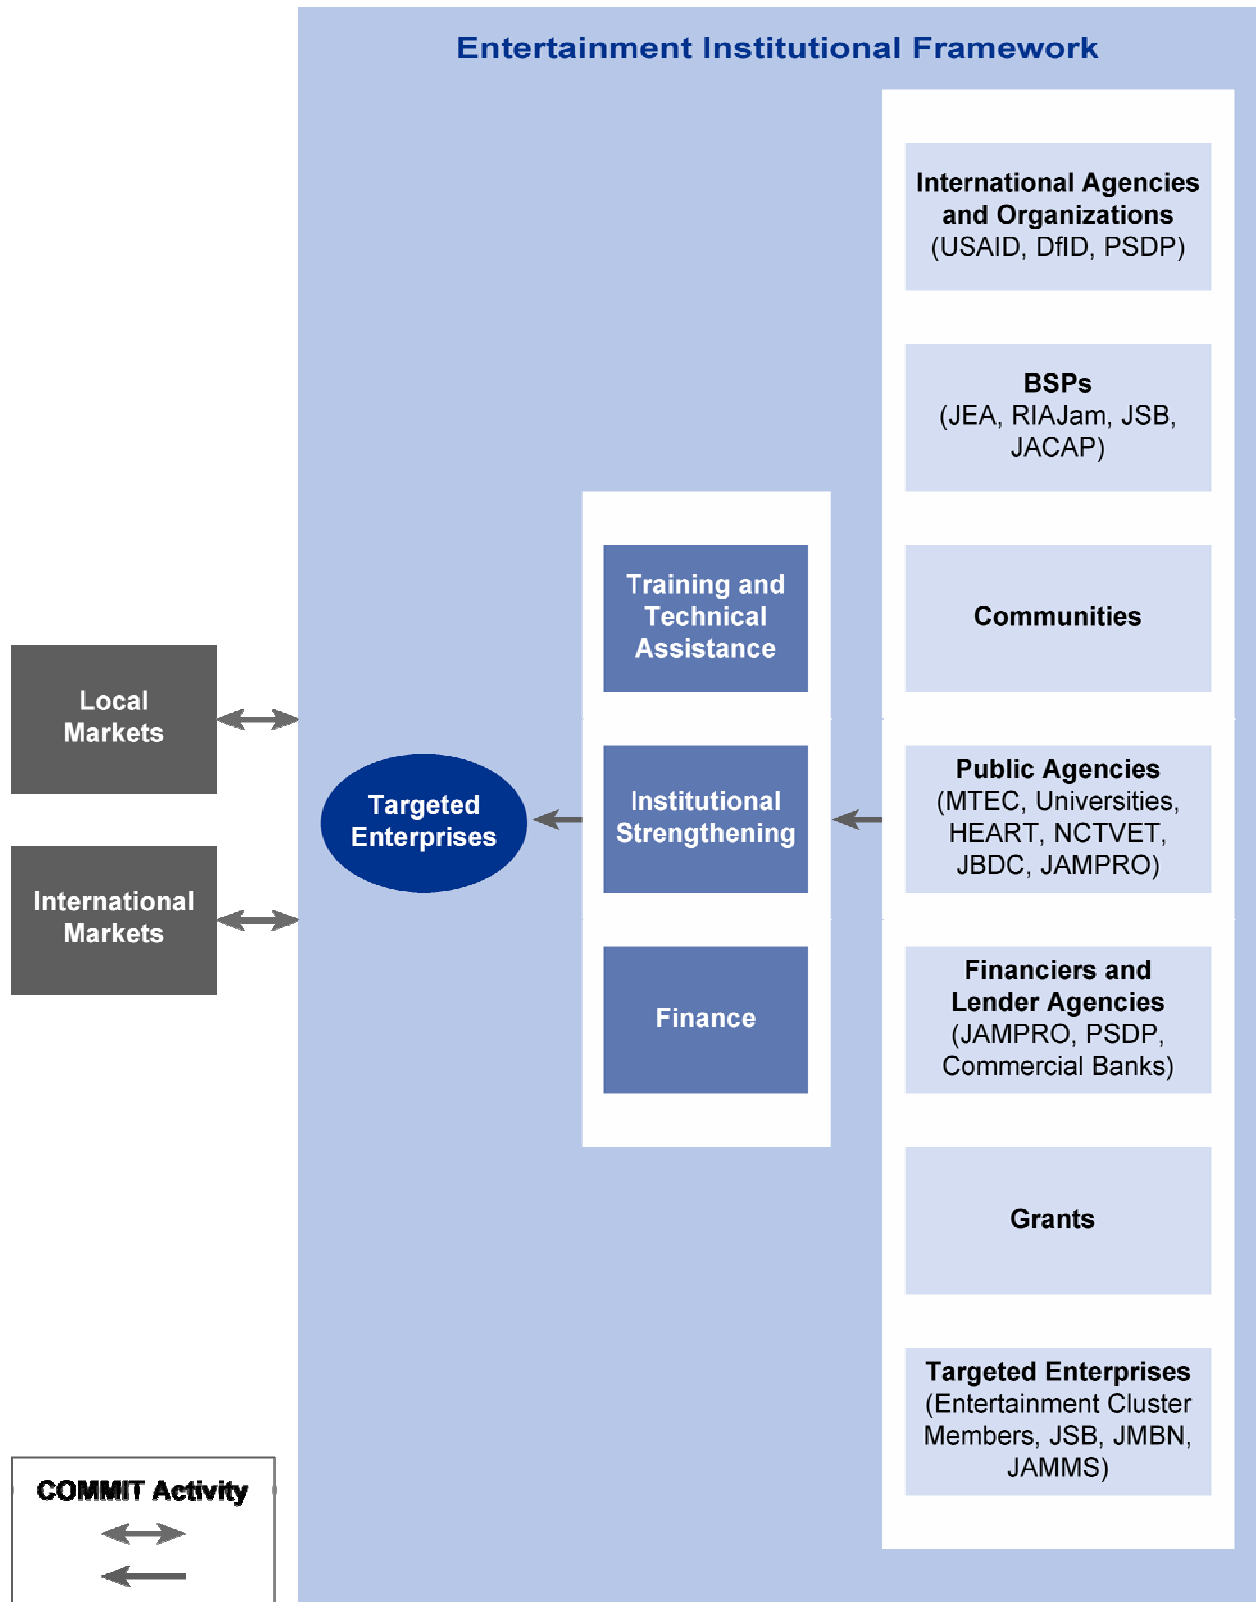 Entertainment Institutional Framework
International Agencies
and Organizations
(USAID, DfID, PSDP)
BSPs
(JEA, RIAJam, JSB,
JACAP)
Training and
Technical
Assistance
Communities
Local
Markets
Targeted
Enterprises
Institutional
Strengthening
Public Agencies
(MTEC, Universities,
HEART, NCTVET,
JBDC, JAMPRO)
International
Markets
Finance
Financiers and
Lender Agencies
(JAMPRO, PSDP,
Commercial Banks)
Grants
Targeted Enterprises
(Entertainment Cluster
Members, JSB, JMBN,
JAMMS)
COMMIT Activity